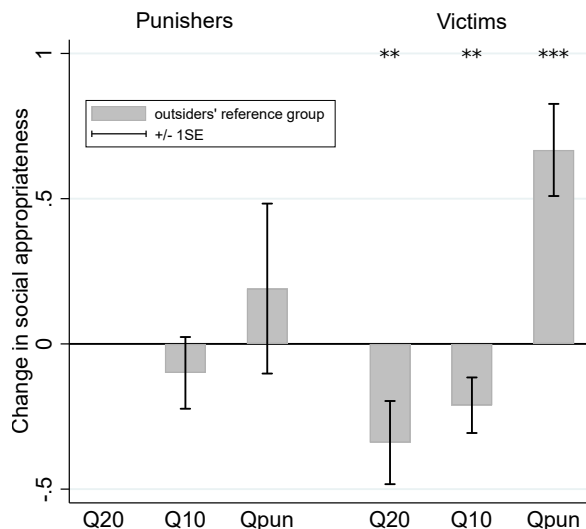 Punishers Victims
1
** ** ***
outsiders' reference group
+/- 1SE
.5
0
-.5
Change in social appropriateness
Q20 Q10 Qpun Q20 Q10 Qpun